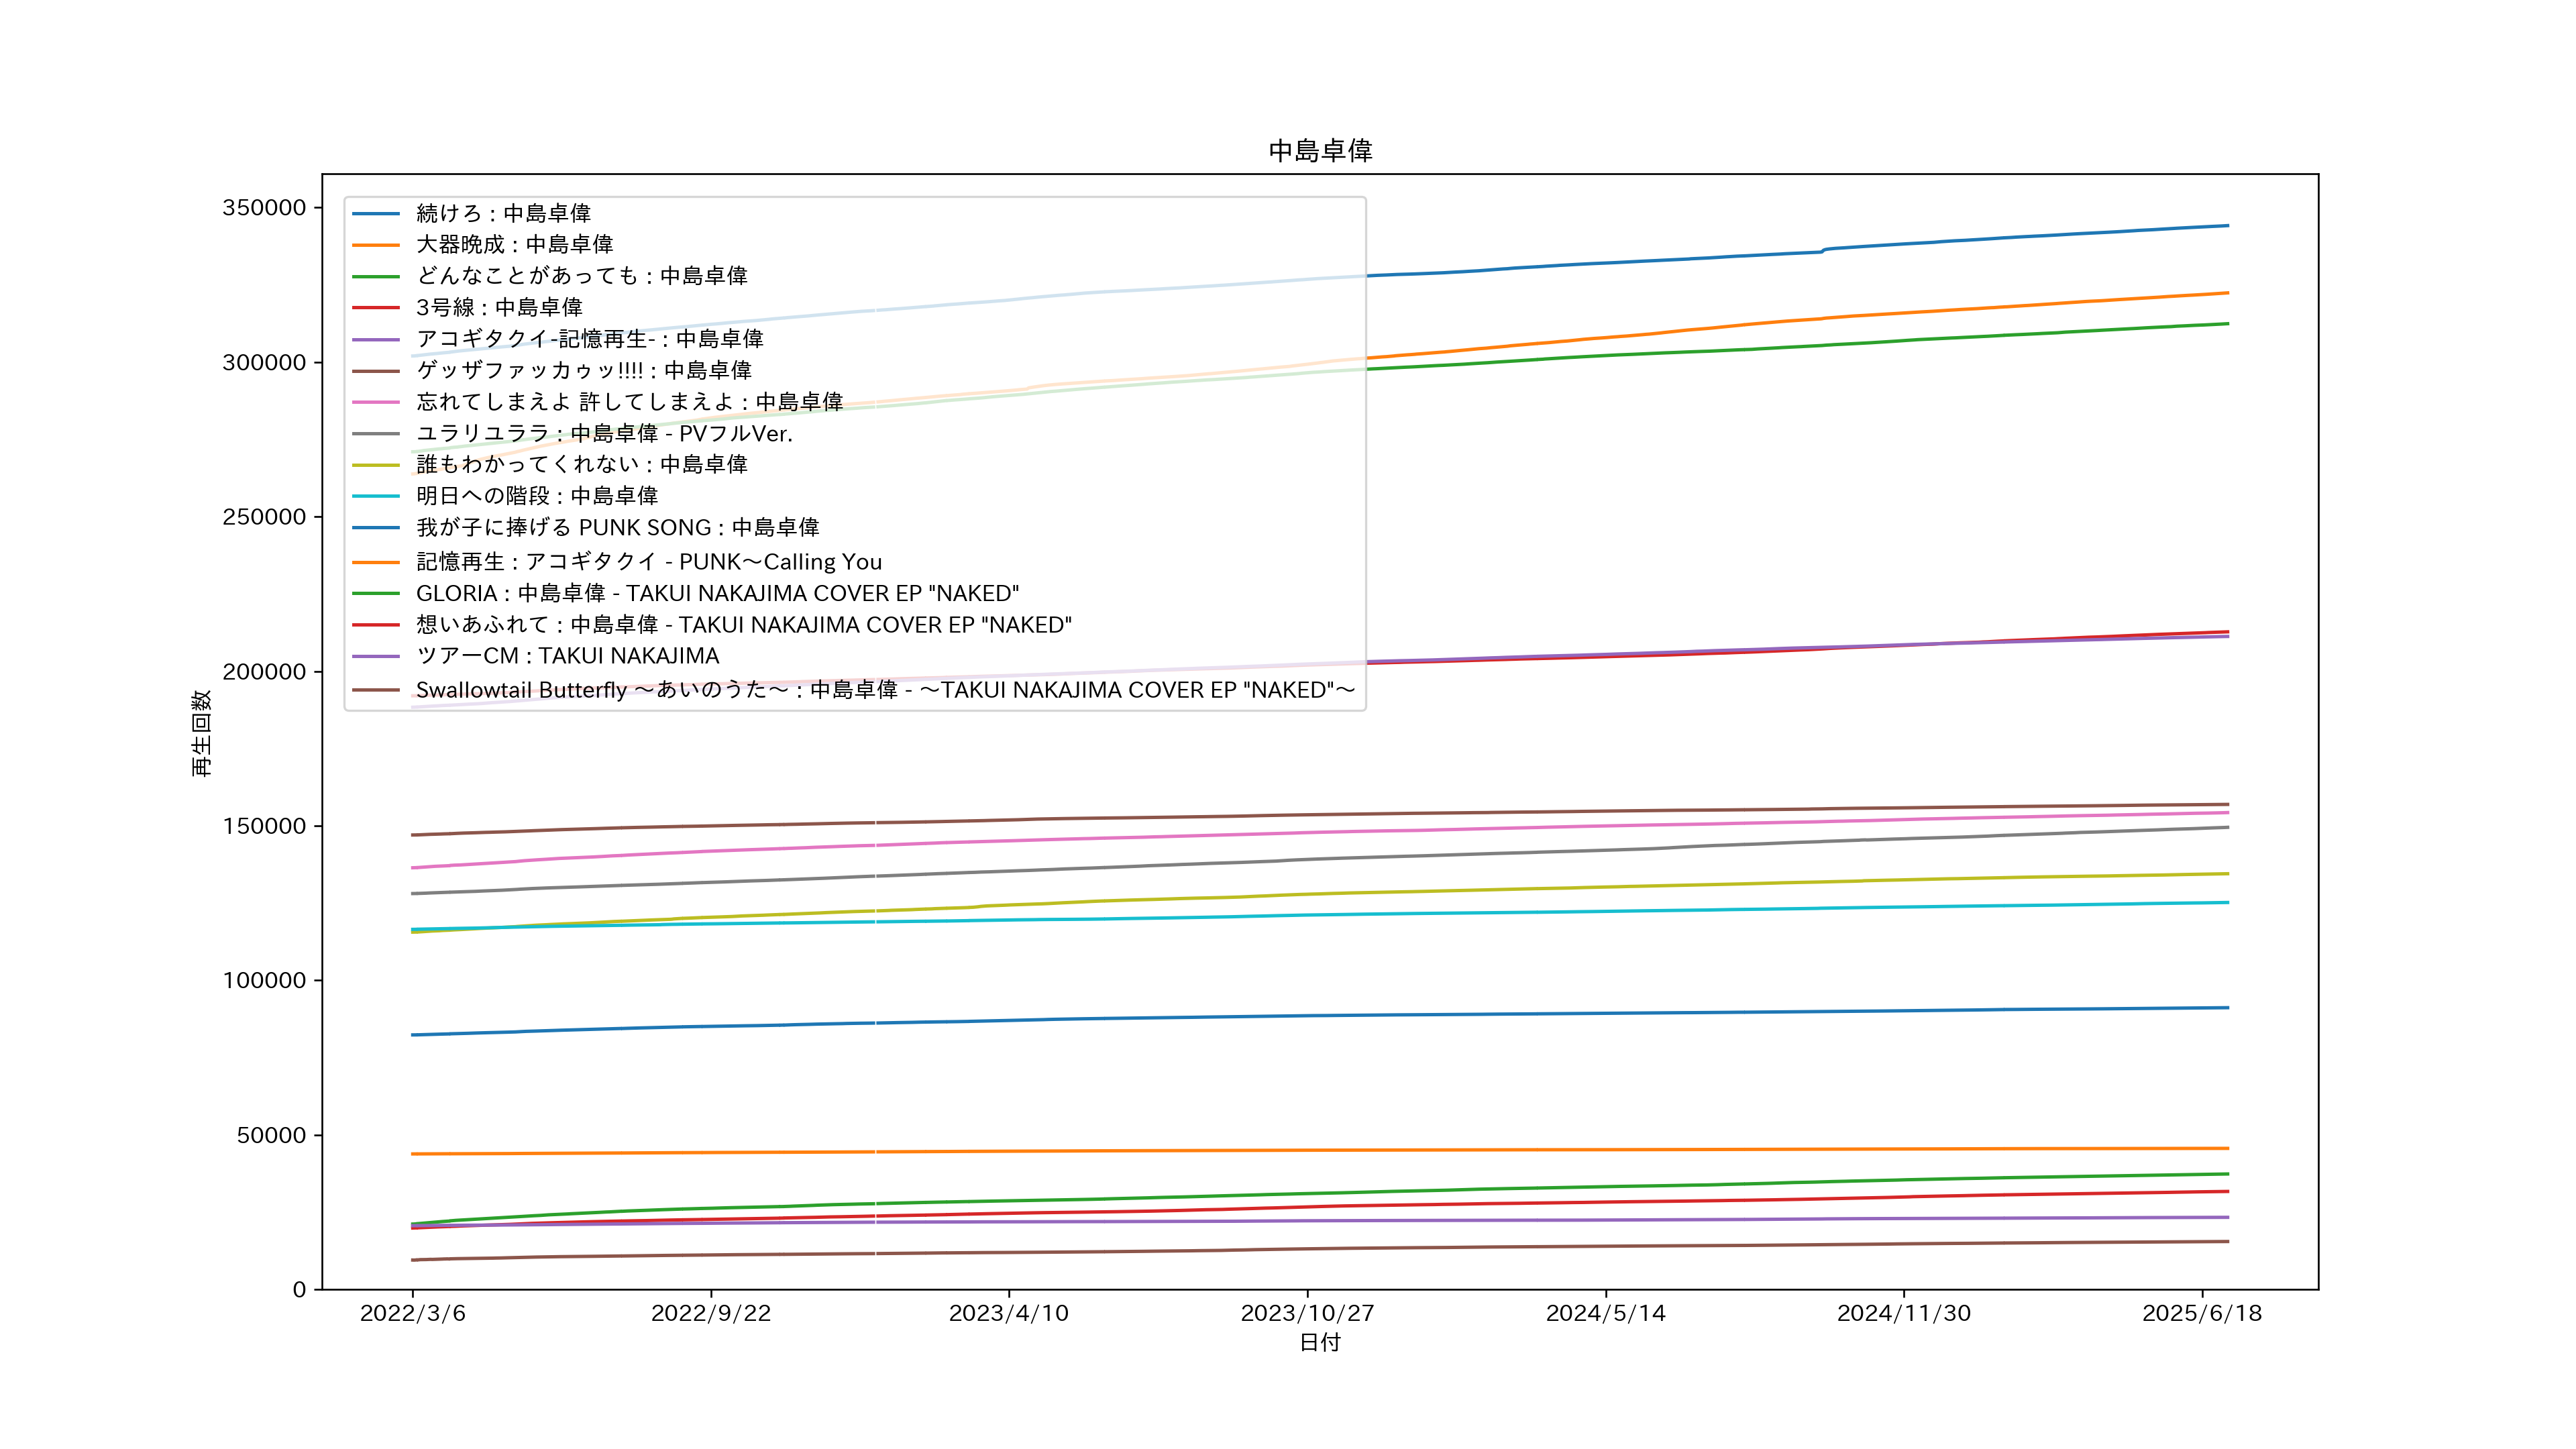 中島卓偉
350000
300000
250000
200000
150000
100000
50000
0
再生回数
続けろ : 中島卓偉
大器晩成 : 中島卓偉
どんなことがあっても : 中島卓偉
3号線 : 中島卓偉
アコギタクイ-記憶再生- : 中島卓偉
ゲッザファッカゥッ!!!! : 中島卓偉
忘れてしまえよ 許してしまえよ : 中島卓偉
ユラリユララ : 中島卓偉 - PVフルVer.
誰もわかってくれない : 中島卓偉
明日への階段 : 中島卓偉
我が子に捧げる PUNK SONG : 中島卓偉
記憶再生 : アコギタクイ - PUNK～Calling You
GLORIA : 中島卓偉 - TAKUI NAKAJIMA COVER EP "NAKED"
想いあふれて : 中島卓偉 - TAKUI NAKAJIMA COVER EP "NAKED"
ツアーCM : TAKUI NAKAJIMA
Swallowtail Butterfly ～あいのうた～ : 中島卓偉 - ～TAKUI NAKAJIMA COVER EP "NAKED"～
2022/3/6
2022/9/22
2023/4/10
2023/10/27
2024/5/14
2024/11/30
2025/6/18
日付